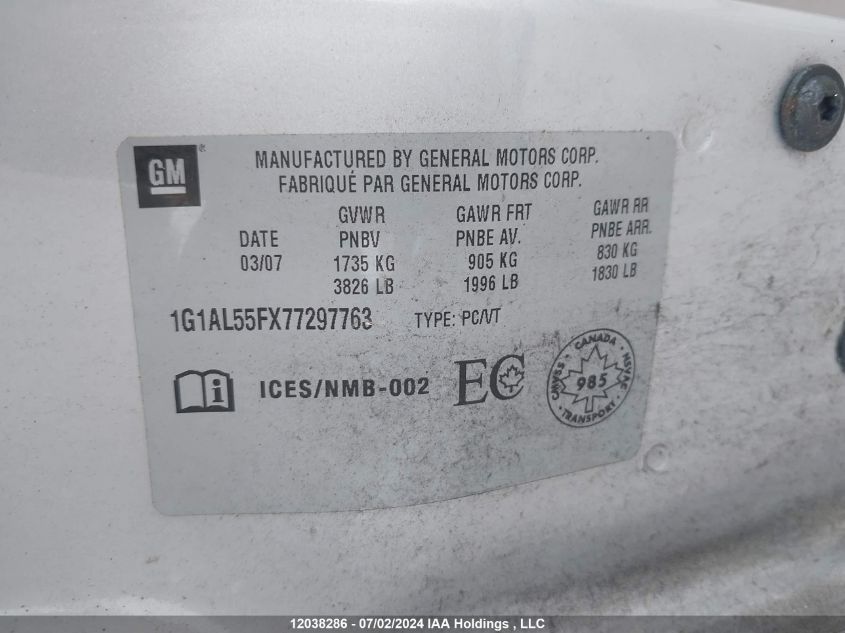 GM®
MANUFACTURED BY GENERAL MOTORS CORP.
FABRIQUÉ PAR GENERAL MOTORS CORP.
GVWR GAWR FRT GAWR RR
DATE PNBV PNBE AV. PNBE ARR.
03/07 1735 KG 905 KG 830 KG
3826 LB 1996 LB 1830 LB
1G1AL55FX77297763 TYPE: PC/VT
i ICES/NMB-002 EC
CANADA
CMVSS 985 NSVAC
TRANSPORT
12038286 - 07/02/2024 IAA Holdings , LLC